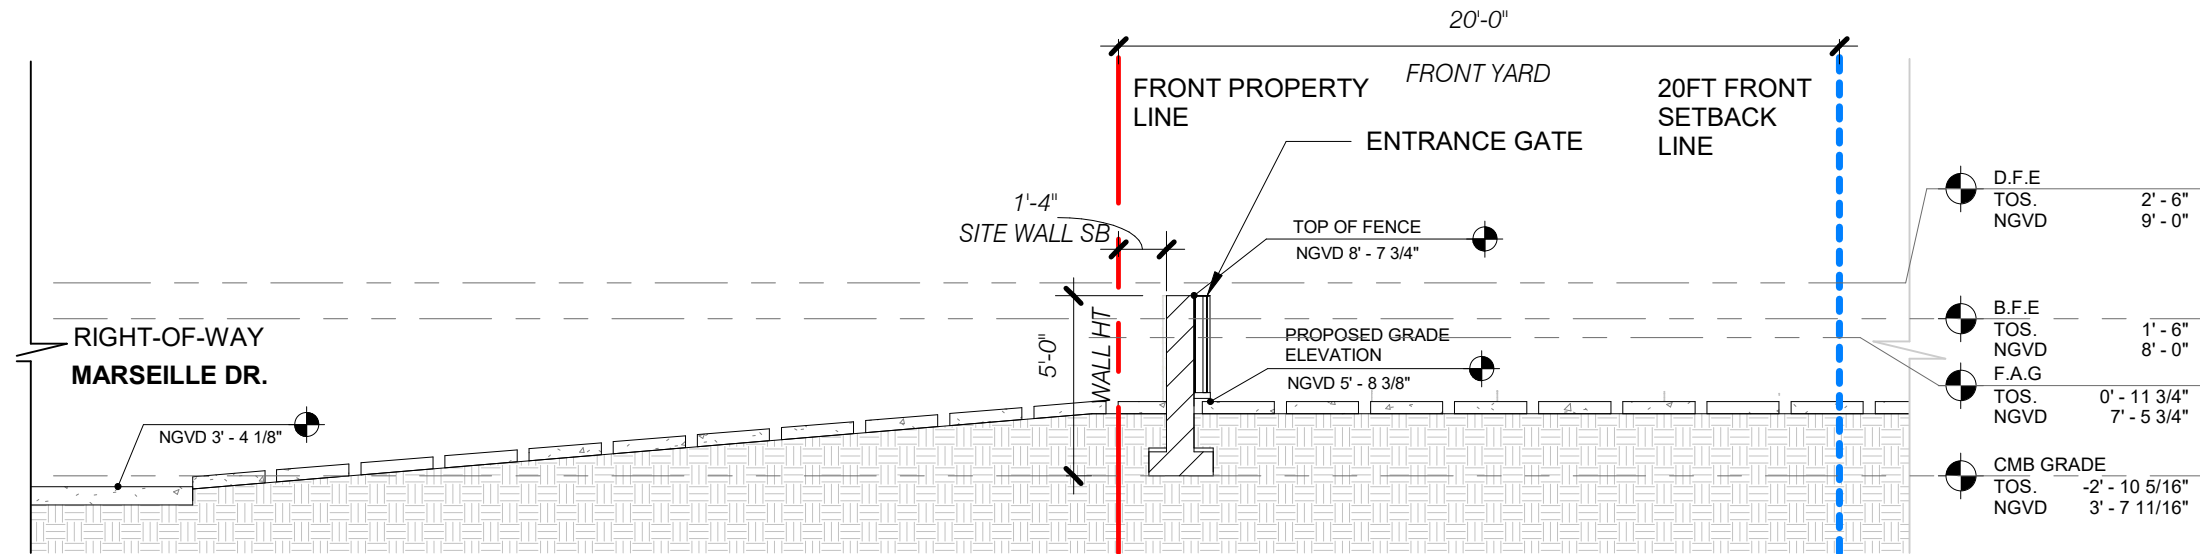 20'-0"
FRONT YARD
FRONT PROPERTY
LINE
20FT FRONT
SETBACK
LINE
ENTRANCE GATE
1'-4"
SITE WALL SB
TOP OF FENCE
NGVD 8' - 7 3/4"
5'-0"
WALL HT
PROPOSED GRADE
ELEVATION
NGVD 5' - 8 3/8"
RIGHT-OF-WAY
MARSEILLE DR.
NGVD 3' - 4 1/8"
D.F.E
TOS. 2' - 6"
NGVD 9' - 0"
B.F.E
TOS. 1' - 6"
NGVD 8' - 0"
F.A.G
TOS. 0' - 11 3/4"
NGVD 7' - 5 3/4"
CMB GRADE
TOS. -2' - 10 5/16"
NGVD 3' - 7 11/16"